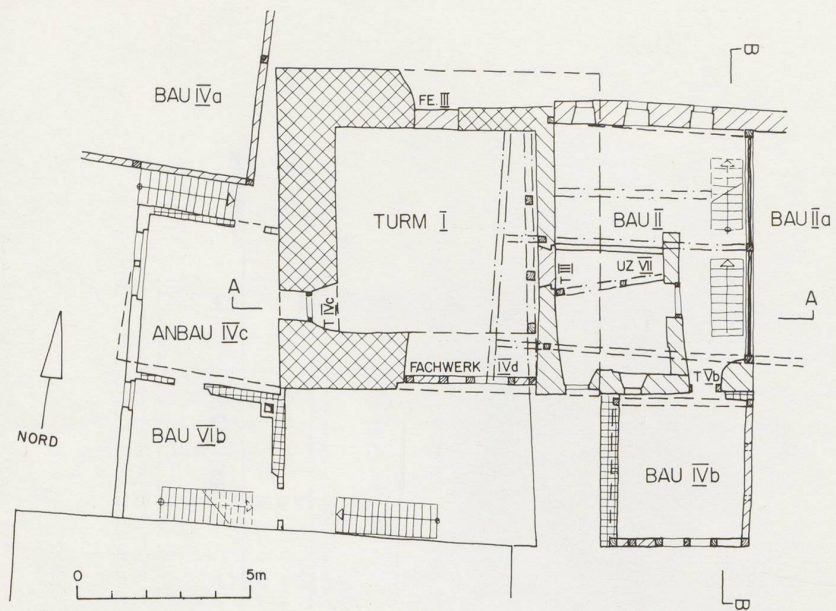 B
BAU IVa
FE. III
TURM I
BAU II
BAU IIa
T III
UZ VII
A
T IVc
A
ANBAU IVc
FACHWERK IVd
T Vb
NORD
BAU VIb
BAU IVb
0 5m
B